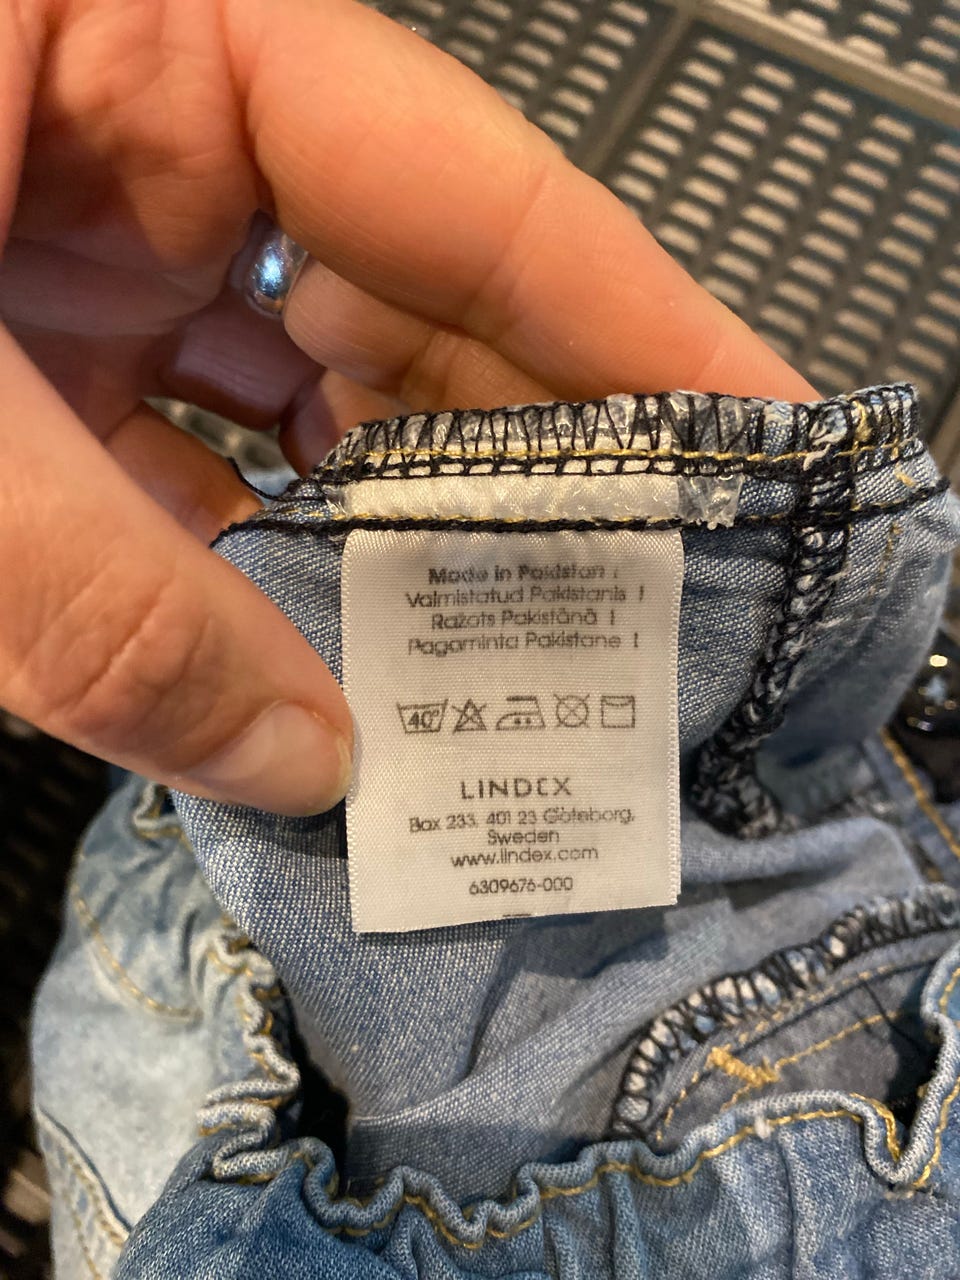 Made in Pakistan I
Valmistatud Pakistanis I
Ražots Pakistānā I
Pagaminta Pakistane I
40°
LINDEX
Box 233, 401 23 Göteborg,
Sweden
www.lindex.com
6309676-000